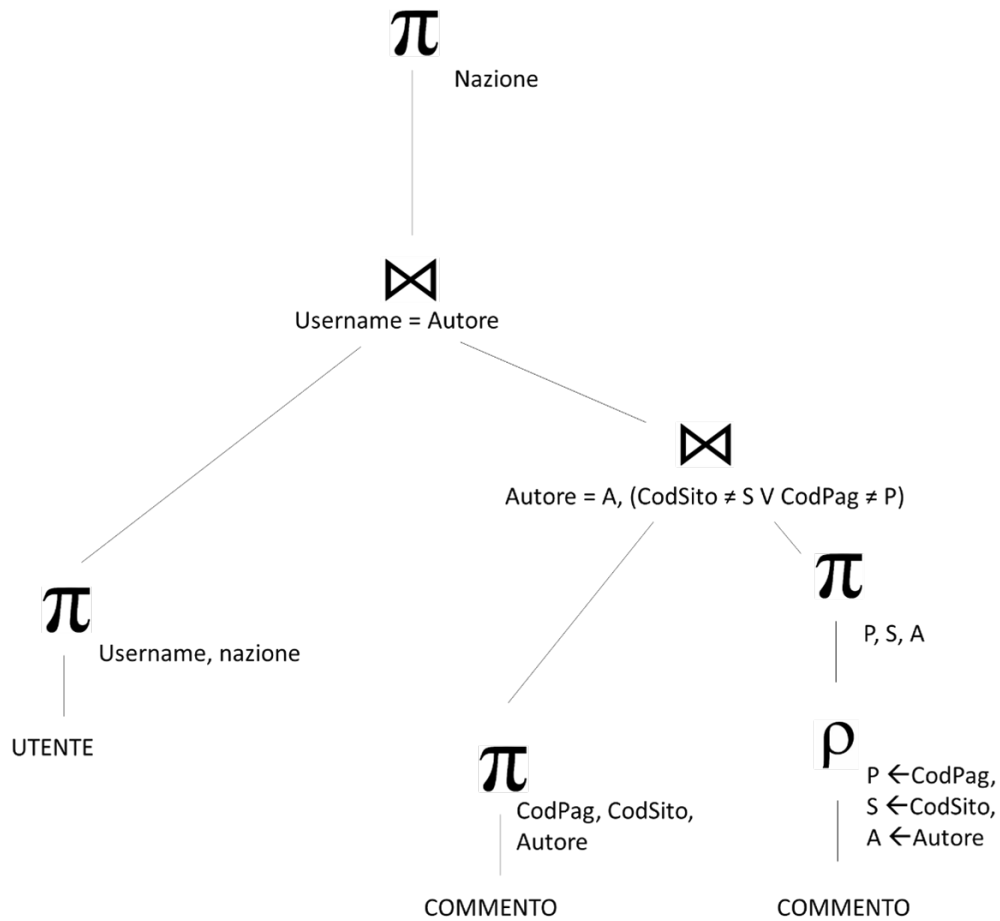 π
Nazione
⋈
Username = Autore
⋈
Autore = A, (CodSito ≠ S V CodPag ≠ P)
π
P, S, A
π
Username, nazione
UTENTE
π
CodPag, CodSito,
Autore
COMMENTO
ρ
P ←CodPag,
S ←CodSito,
A ←Autore
COMMENTO